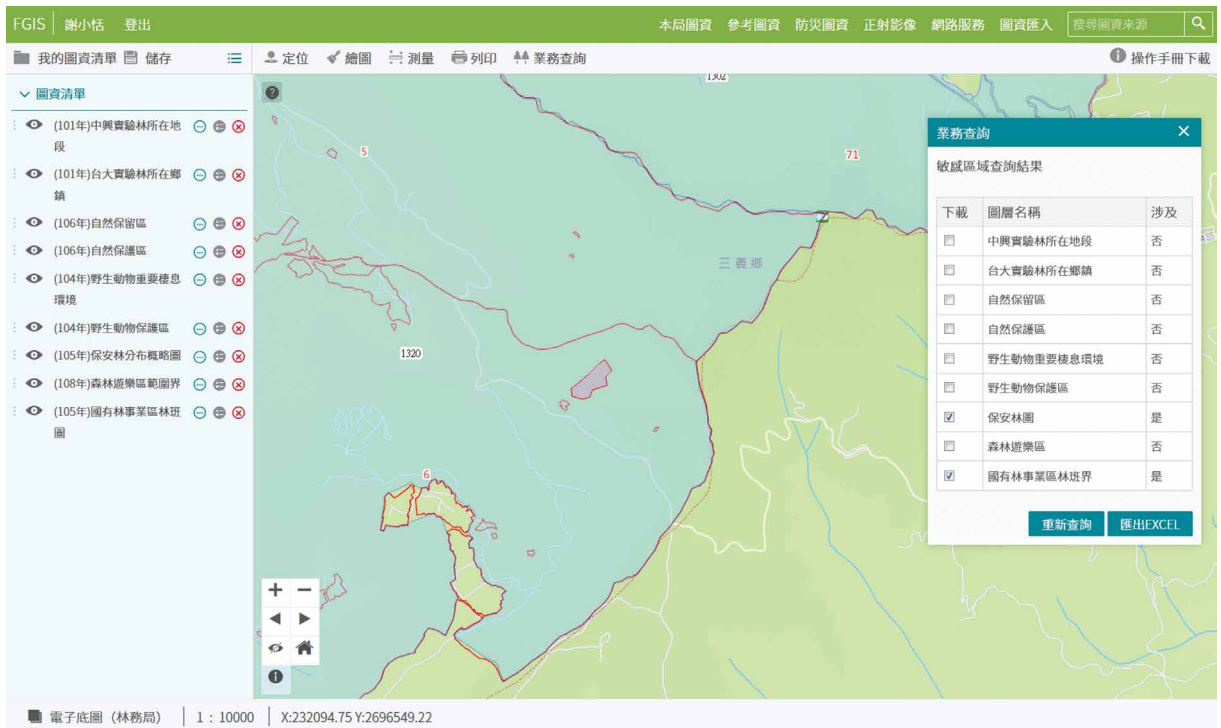 FGIS 謝小恬 登出 本局圖資 參考圖資 防災圖資 正射影像 網路服務 圖資匯入 搜尋圖資來源
我的圖資清單 儲存 定位 繪圖 測量 列印 業務查詢 操作手冊下載
圖資清單
(101年)中興實驗林所在地
段
(101年)台大實驗林所在鄉
鎮
(106年)自然保留區
(106年)自然保護區
(104年)野生動物重要棲息
環境
(104年)野生動物保護區
(105年)保安林分布概略圖
(108年)森林遊樂區範圍界
(105年)國有林事業區林班
圖
1302
5
71
三義鄉
1320
6
業務查詢
敏感區域查詢結果
下載 圖層名稱 涉及
中興實驗林所在地段 否
台大實驗林所在鄉鎮 否
自然保留區 否
自然保護區 否
野生動物重要棲息環境 否
野生動物保護區 否
保安林圖 是
森林遊樂區 否
國有林事業區林班界 是
重新查詢 匯出EXCEL
電子底圖（林務局） 1 : 10000 X:232094.75 Y:2696549.22